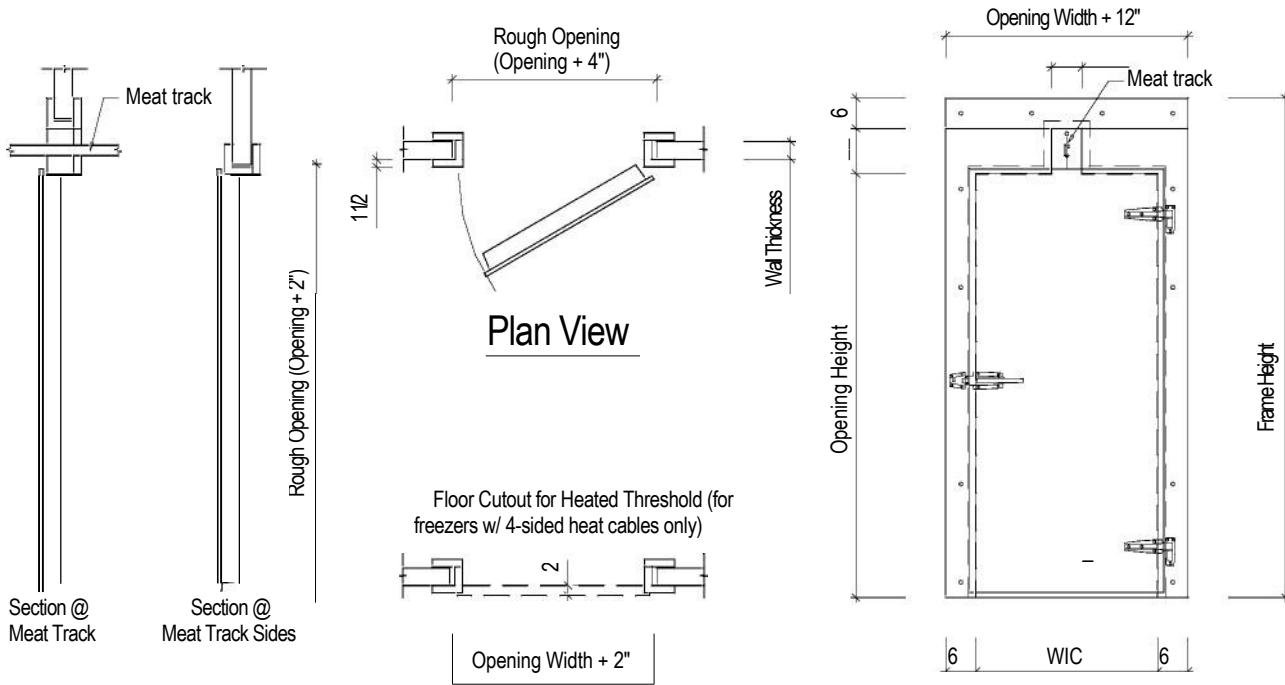 Meat track
Rough Opening (Opening + 2")
Section @
Meat Track
Section @
Meat Track Sides
Rough Opening
(Opening + 4")
1 1/2
Wall Thickness
Plan View
Floor Cutout for Heated Threshold (for
freezers w/ 4-sided heat cables only)
2
Opening Width + 2"
Opening Width + 12"
Meat track
6
Opening Height
Frame Height
6
WIC
6